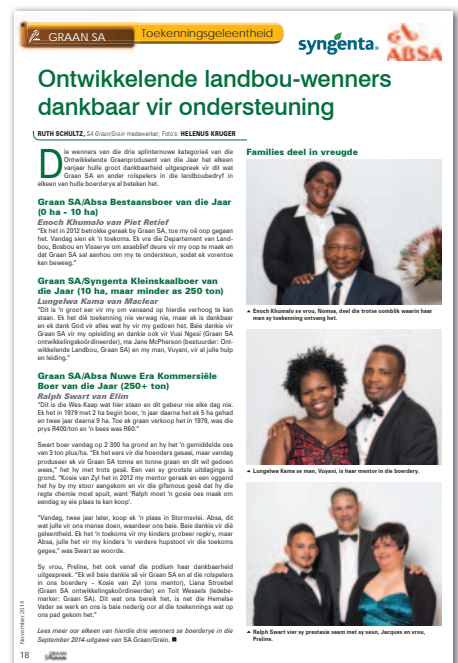 GRAAN SA
Toekenningsgeleentheid
syngenta.
ABSA
Ontwikkelende landbou-wenners
dankbaar vir ondersteuning
RUTH SCHULTZ, SA Graan/Grain medewerker; Foto's: HELENUS KRUGER
Die wenners van die drie splinternuwe kategorieë van die
Ontwikkelende Graanprodusent van die Jaar het elkeen
vanjaar hulle groot dankbaarheid uitgespreek vir dit wat
Graan SA en ander rolspelers in die landboubedryf in
elkeen van hulle boerderye al beteken het.
Graan SA/Absa Bestaansboer van die Jaar
(0 ha - 10 ha)
Enoch Khumalo van Piet Retief
"Ek het in 2012 betrokke geraak by Graan SA, toe my oë oop gegaan
het. Vandag sien ek 'n toekoms. Ek vra die Departement van Land-
bou, Bosbou en Visserye om asseblief deure vir my oop te maak en
dat Graan SA sal aanhou om my te ondersteun, sodat ek vorentoe
kan beweeg."
Graan SA/Syngenta Kleinskaalboer van
die Jaar (10 ha, maar minder as 250 ton)
Lungelwa Kama van Maclear
"Dit is 'n groot eer vir my om vanaand op hierdie verhoog te kan
staan. Ek het dié toekenning nie verwag nie, maar ek is dankbaar
en ek dank God vir alles wat hy vir my gedoen het. Baie dankie vir
Graan SA vir my opleiding en dankie ook vir Vusi Ngesi (Graan SA
ontwikkelingskoördineerder), ma Jane McPherson (bestuurder: Ont-
wikkelende Landbou, Graan SA) en my man, Vuyani, vir al julle hulp
en leiding."
Graan SA/Absa Nuwe Era Kommersiële
Boer van die Jaar (250+ ton)
Ralph Swart van Elim
"Dit is die Wes-Kaap wat hier staan en dit gebeur nie elke dag nie.
Ek het in 1979 met 2 ha begin boer, 'n jaar daarna het ek 5 ha gehad
en twee jaar daarna 9 ha. Toe ek graan verkoop het in 1979, was die
prys R400/ton en 'n bees was R60."
Swart boer vandag op 2 300 ha grond en hy het 'n gemiddelde oes
van 3 ton plus/ha. "Ek het eers vir die hoenders gesaai, maar vandag
produseer ek vir Graan SA tonne en tonne graan en dit wil gedoen
wees," het hy met trots gesê. Een van sy grootste uitdagings is
grond. "Kosie van Zyl het in 2012 my mentor geraak en een oggend
het hy by my stoor aangekom en vir die gifsmous gesê dat hy die
regte chemie moet spuit, want 'Ralph moet 'n goeie oes maak om
eendag sy eie plaas te kan koop'.
"Vandag, twee jaar later, koop ek 'n plaas in Stormsvlei. Absa, dit
wat julle vir ons mense doen, waardeer ons baie. Baie dankie vir dié
geleentheid. Ek het 'n toekoms vir my kinders probeer regkry, maar
Absa, julle het vir my kinders 'n verdere hupstoot vir die toekoms
gegee," was Swart se woorde.
Sy vrou, Preline, het ook vanaf die podium haar dankbaarheid
uitgespreek. "Ek wil baie dankie sê vir Graan SA en al die rolspelers
in ons boerdery – Kosie van Zyl (ons mentor), Liana Stroebel
(Graan SA ontwikkelingskoördineerder) en Toit Wessels (ledebe-
marker: Graan SA). Dit wat ons bereik het, is net die Hemelse
Vader se werk en ons is baie nederig oor al die toekennings wat op
ons pad gekom het."
Lees meer oor elkeen van hierdie drie wenners se boerderye in die
September 2014-uitgawe van SA Graan/Grain.
Families deel in vreugde
Enoch Khumalo se vrou, Nomsa, deel die trotse oomblik waarin haar
man sy toekenning ontvang het.
Lungelwa Kama se man, Vuyani, is haar mentor in die boerdery.
Ralph Swart vier sy prestasie saam met sy seun, Jacques en vrou,
Preline.
November 2014
18